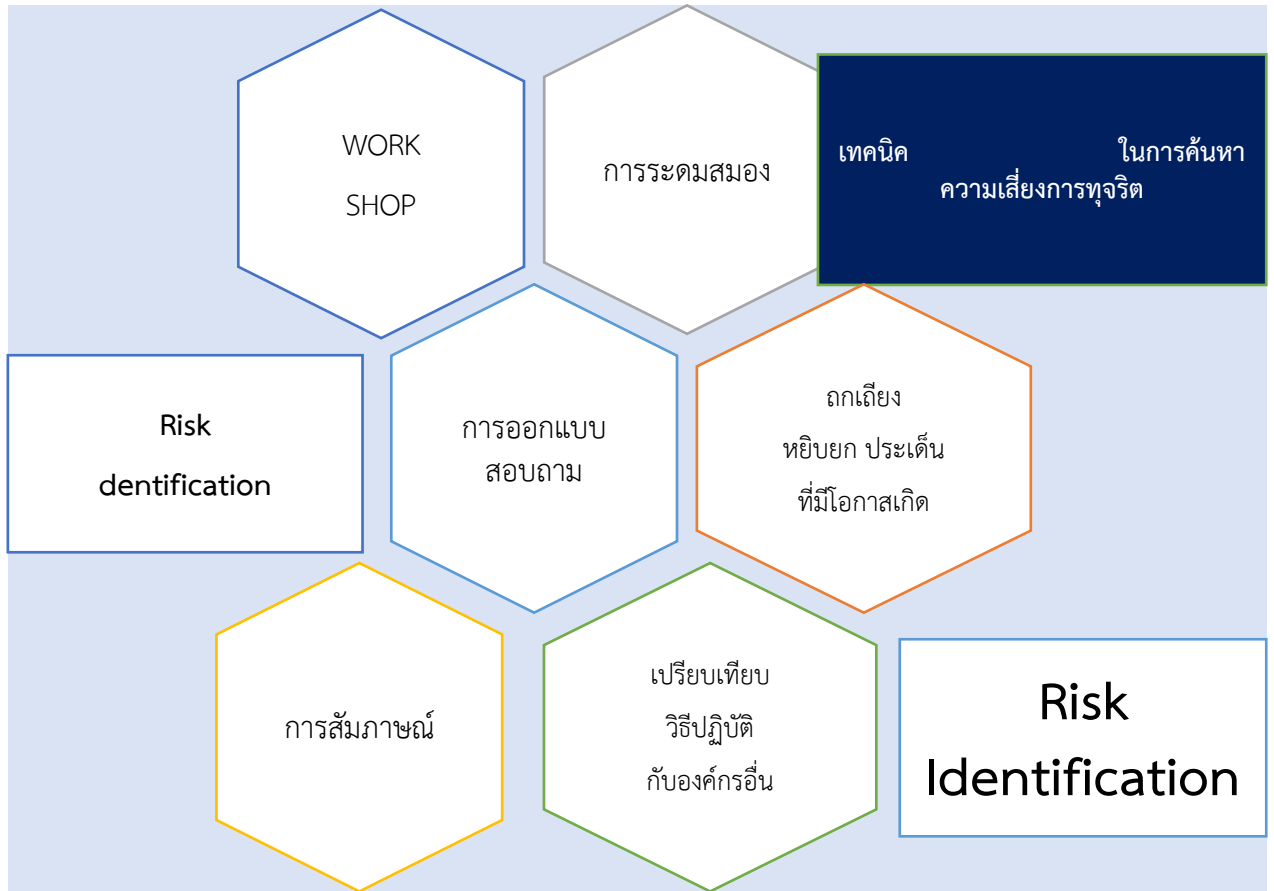 WORK
SHOP
การระดมสมอง
เทคนิค ในการค้นหา
ความเสี่ยงการทุจริต
Risk
dentification
การออกแบบ
สอบถาม
ถกเถียง
หยิบยก ประเด็น
ที่มีโอกาสเกิด
การสัมภาษณ์
เปรียบเทียบ
วิธีปฏิบัติ
กับองค์กรอื่น
Risk
Identification